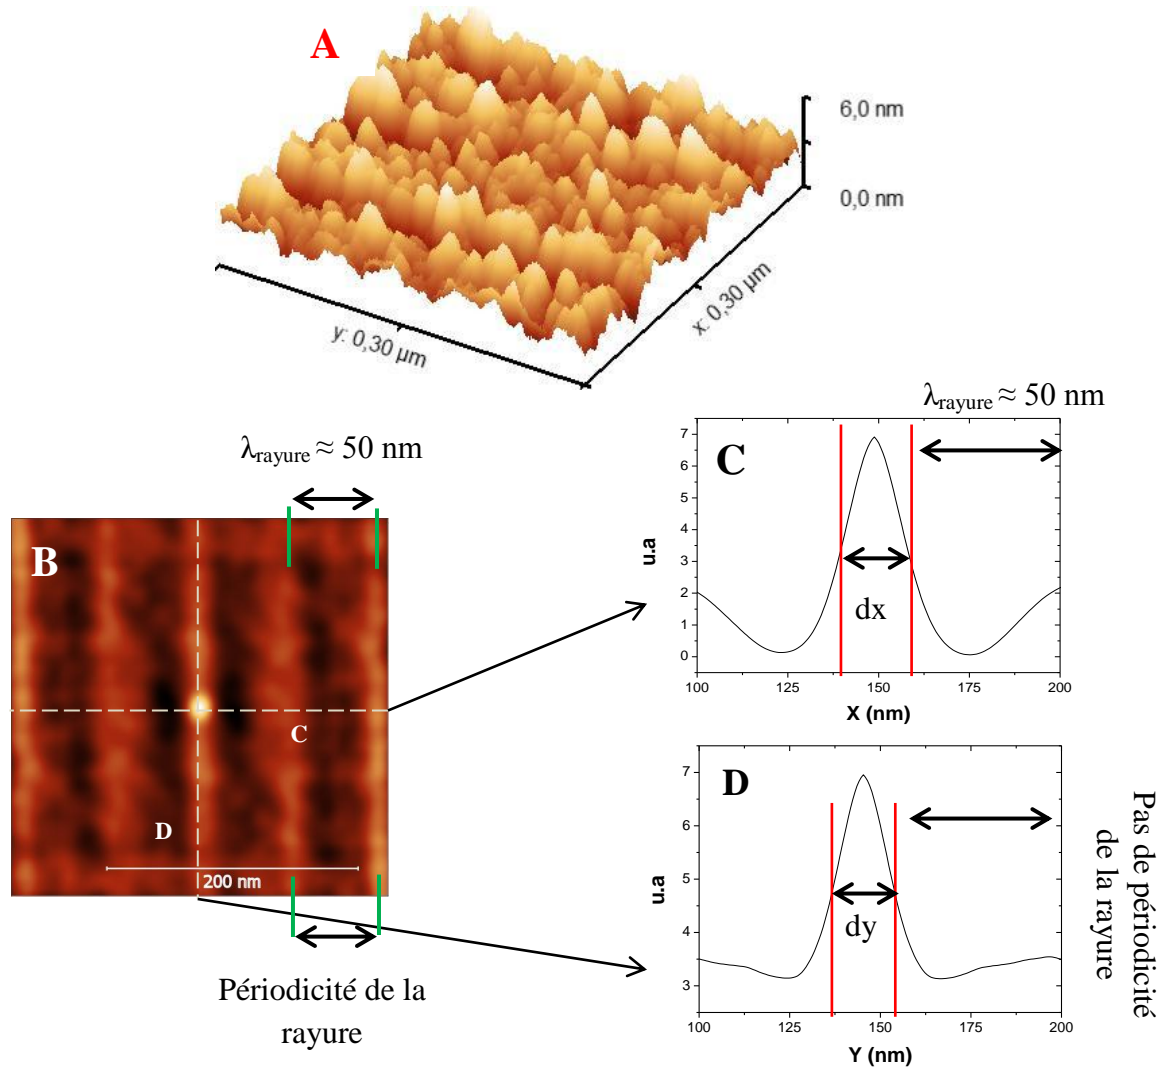 A
6,0 nm
0,0 nm
x: 0,30 µm
y: 0,30 µm
λrayure ≈ 50 nm
λrayure ≈ 50 nm
B
C
D
200 nm
Périodicité de la
rayure
C
7
6
5
4
3
2
1
0
u.a
dx
100
125
150
175
200
X (nm)
D
7
6
5
4
3
u.a
dy
100
125
150
175
200
Y (nm)
Pas de périodicité
de la rayure